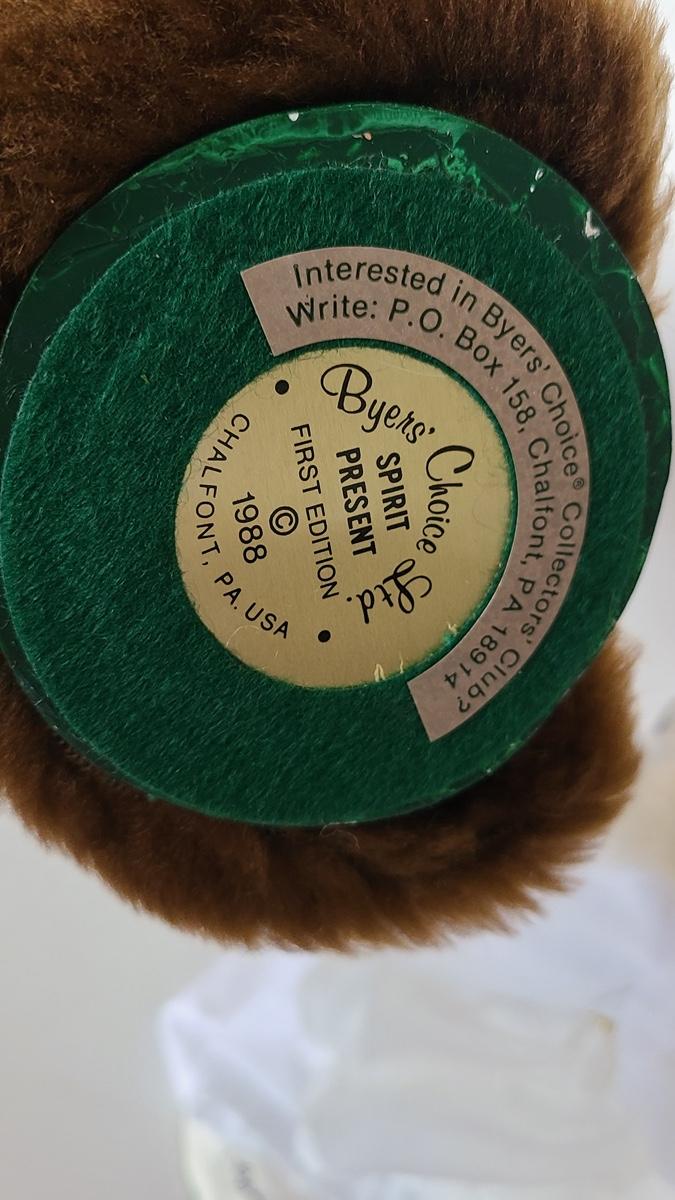 Interested in Byers' Choice® Collectors' Club?
Write: P.O. Box 158, Chalfont, PA 18914
Byers' Choice Ltd.
SPIRIT
PRESENT
FIRST EDITION
©
1988
CHALFONT, PA. USA